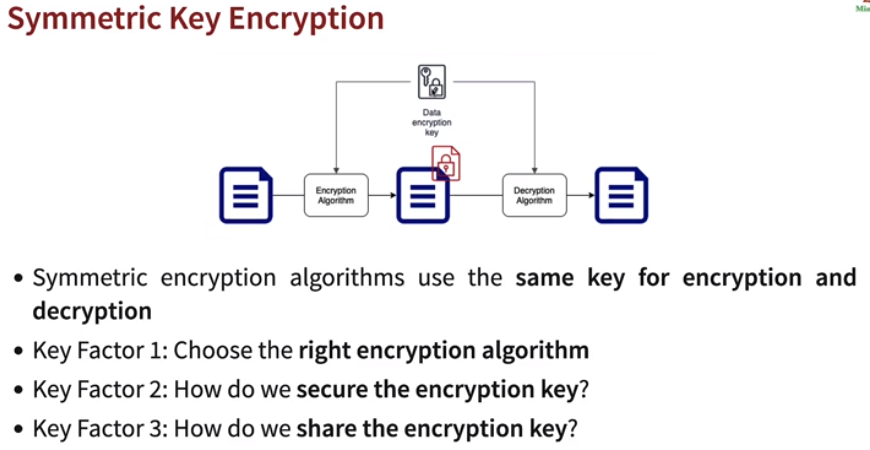 Symmetric Key Encryption
Data
encryption
key
Encryption
Algorithm
Decryption
Algorithm
• Symmetric encryption algorithms use the same key for encryption and
decryption
• Key Factor 1: Choose the right encryption algorithm
• Key Factor 2: How do we secure the encryption key?
• Key Factor 3: How do we share the encryption key?